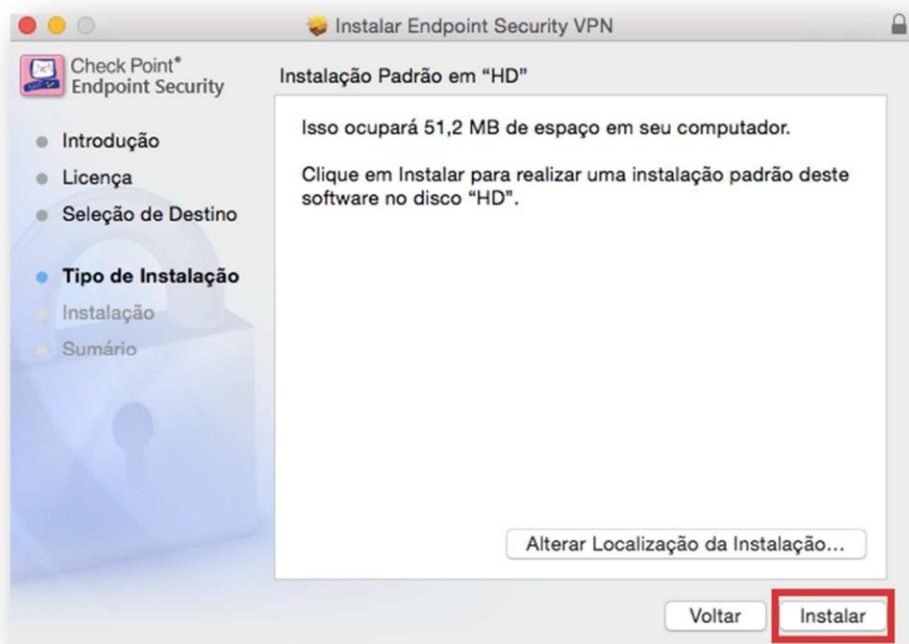 Instalar Endpoint Security VPN
Check Point®
Endpoint Security
Introdução
Licença
Seleção de Destino
Tipo de Instalação
Instalação
Sumário
Instalação Padrão em “HD”
Isso ocupará 51,2 MB de espaço em seu computador.
Clique em Instalar para realizar uma instalação padrão deste
software no disco “HD”.
Alterar Localização da Instalação...
Voltar
Instalar